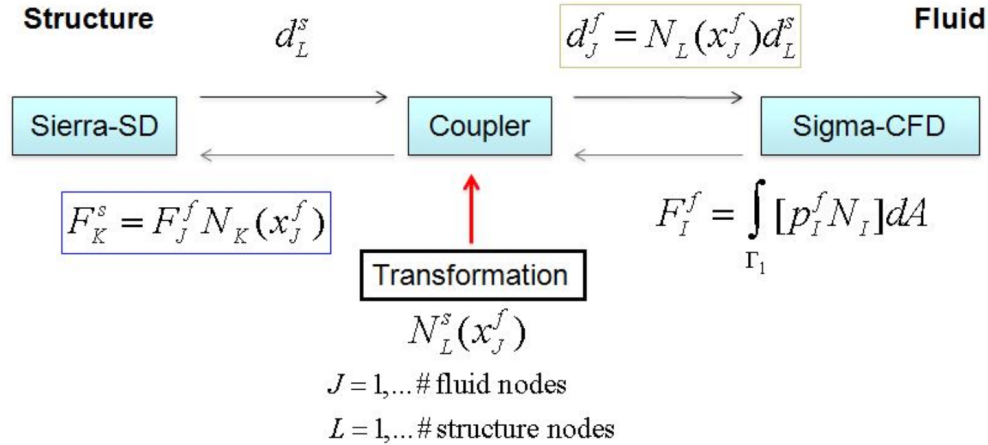 Structure
Fluid
d_L^s
d_J^f = N_L(x_J^f)d_L^s
Sierra-SD
Coupler
Sigma-CFD
F_K^s = F_J^f N_K(x_J^f)
F_I^f = ∫_{Γ_1} [p_I^f N_I]dA
Transformation
N_L^s(x_J^f)
J = 1,... # fluid nodes
L = 1,... # structure nodes